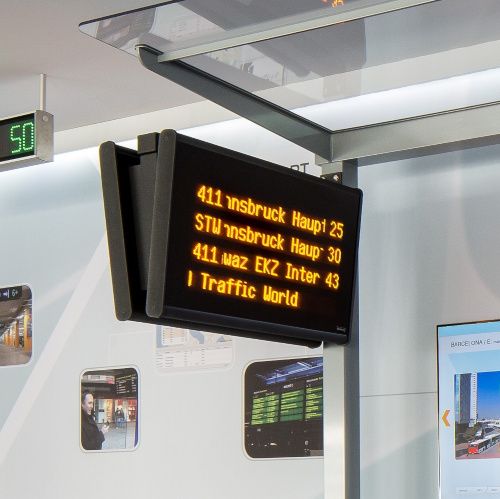 50
411 nnsbruck Haupt 25
STW nnsbruck Haup 30
411 waz EKZ Inter 43
Traffic World
BARCELONA / E